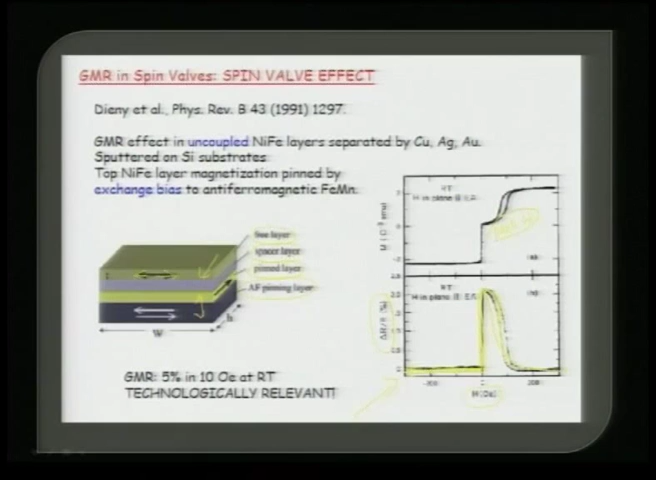 GMR in Spin Valves: SPIN VALVE EFFECT
Dieny et al., Phys. Rev. B 43 (1991) 1297.
GMR effect in uncoupled NiFe layers separated by Cu, Ag, Au.
Sputtered on Si substrates
Top NiFe layer magnetization pinned by
exchange bias to antiferromagnetic FeMn.
free layer
spacer layer
pinned layer
AF pinning layer
W
h
GMR: 5% in 10 Oe at RT
TECHNOLOGICALLY RELEVANT!
RT
H in plane
RT
H in plane
H(Oe)